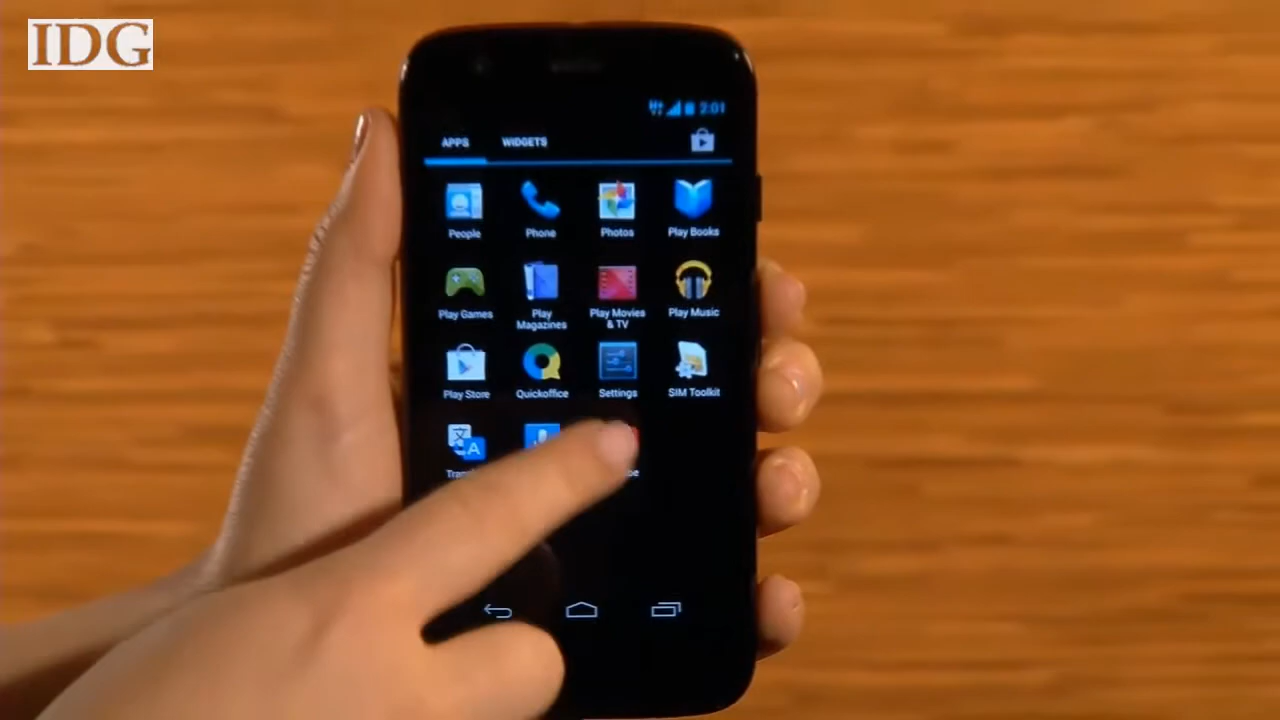 IDG
2:01
APPS WIDGETS
People Phone Photos Play Books
Play Games Play Magazines Play Movies & TV Play Music
Play Store Quickoffice Settings SIM Toolkit